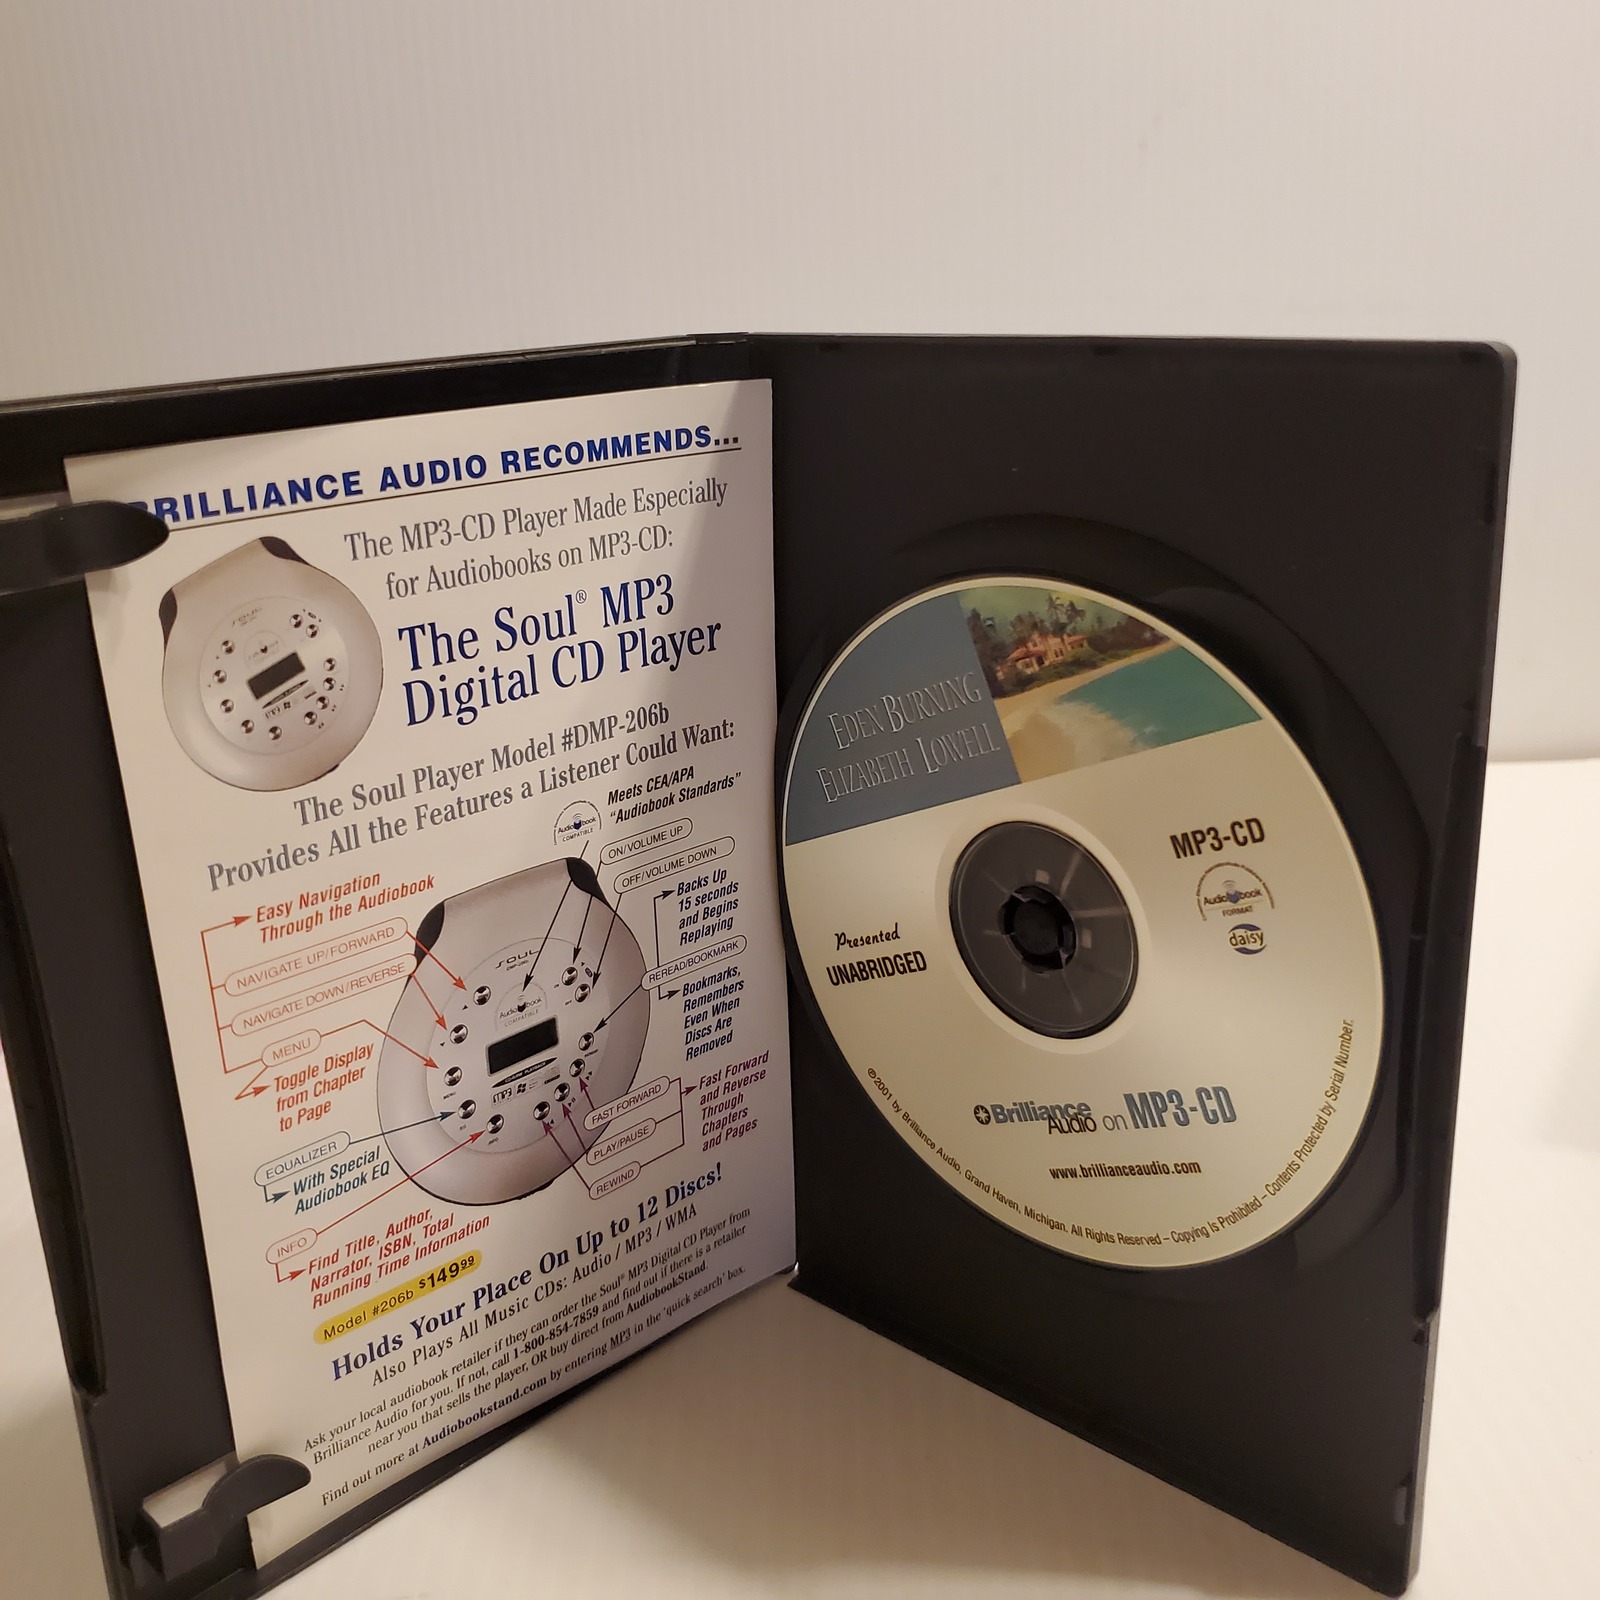 BRILLIANCE AUDIO RECOMMENDS...
The MP3-CD Player Made Especially
for Audiobooks on MP3-CD:
The Soul® MP3
Digital CD Player
The Soul Player Model #DMP-206b
Provides All the Features a Listener Could Want:
Meets CEA/APA
"Audiobook Standards"
Audiobook
COMPATIBLE
ON/VOLUME UP
OFF/VOLUME DOWN
Easy Navigation
Through the Audiobook
NAVIGATE UP/FORWARD
NAVIGATE DOWN/REVERSE
MENU
Toggle Display
from Chapter
to Page
EQUALIZER
With Special
Audiobook EQ
INFO
Find Title, Author,
Narrator, ISBN, Total
Running Time Information
Backs Up
15 seconds
and Begins
Replaying
REREAD/BOOKMARK
Bookmarks,
Remembers
Even When
Discs Are
Removed
SOUL
Audiobook
COMPATIBLE
MP3
FAST FORWARD
PLAY/PAUSE
REWIND
Fast Forward
and Reverse
Through
Chapters
and Pages
Model #206b $149.99
Holds Your Place On Up to 12 Discs!
Also Plays All Music CDs: Audio / MP3 / WMA
Ask your local audiobook retailer if they can order the Soul® MP3 Digital CD Player from
Brilliance Audio for you. If not, call 1-800-854-7859 and find out if there is a retailer
near you that sells the player, OR buy direct from AudiobookStand.
Find out more at Audiobookstand.com by entering MP3 in the 'quick search' box.
EDEN BURNING
ELIZABETH LOWELL
MP3-CD
Audiobook
FORMAT
daisy
Presented
UNABRIDGED
Brilliance Audio on MP3-CD
www.brillianceaudio.com
©2001 by Brilliance Audio, Grand Haven, Michigan. All Rights Reserved – Copying Is Prohibited – Contents Protected by Serial Number.